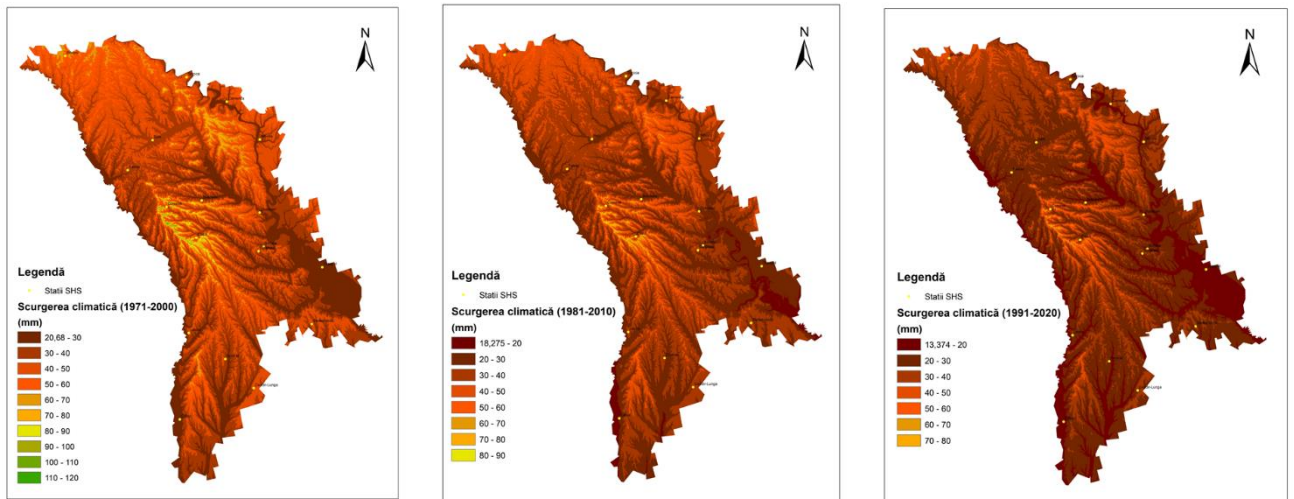 N
Legendă
Statii SHS
Scurgerea climatică (1971-2000)
(mm)
20,68 - 30
30 - 40
40 - 50
50 - 60
60 - 70
70 - 80
80 - 90
90 - 100
100 - 110
110 - 120
N
Legendă
Statii SHS
Scurgerea climatică (1981-2010)
(mm)
18,275 - 20
20 - 30
30 - 40
40 - 50
50 - 60
60 - 70
70 - 80
80 - 90
N
Legendă
Statii SHS
Scurgerea climatică (1991-2020)
(mm)
13,374 - 20
20 - 30
30 - 40
40 - 50
50 - 60
60 - 70
70 - 80